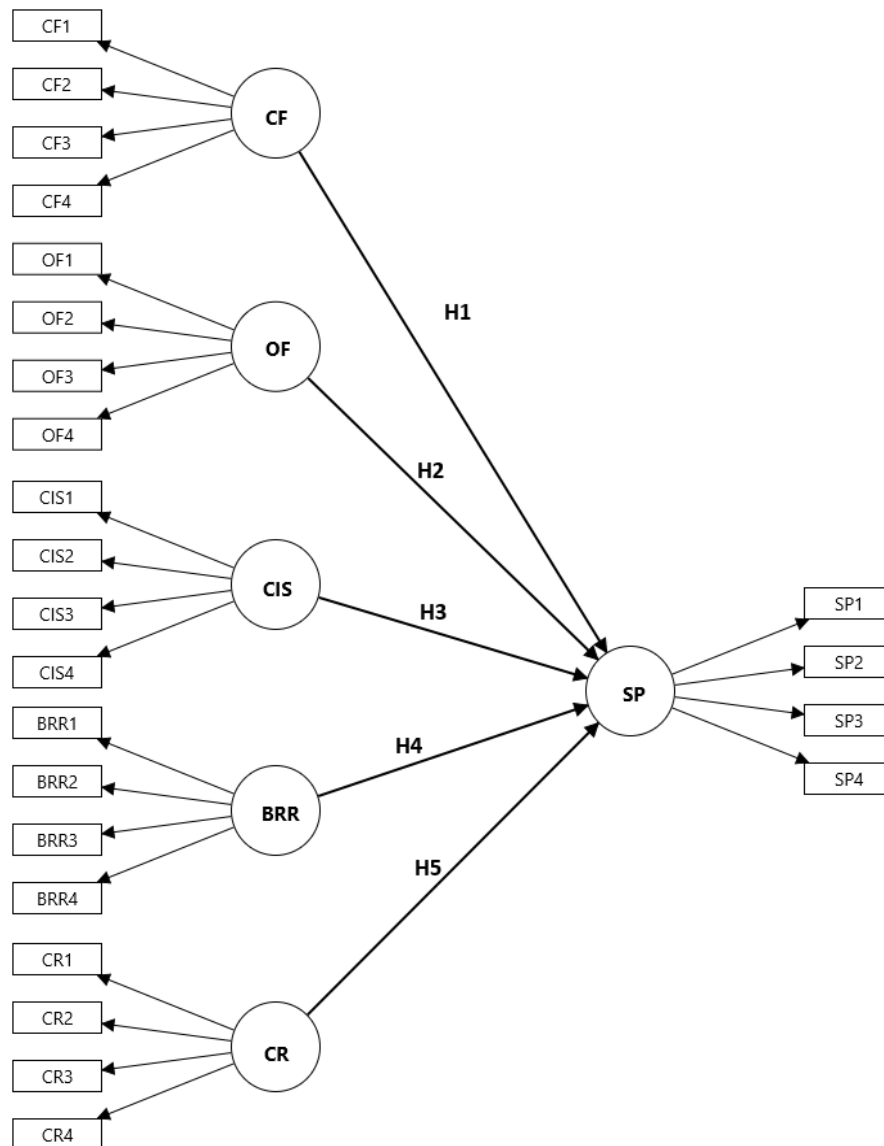 CF1
CF2
CF3
CF4
CF
H1
OF1
OF2
OF3
OF4
OF
H2
CIS1
CIS2
CIS3
CIS4
CIS
H3
SP
SP1
SP2
SP3
SP4
BRR1
BRR2
BRR3
BRR4
BRR
H4
H5
CR1
CR2
CR3
CR4
CR